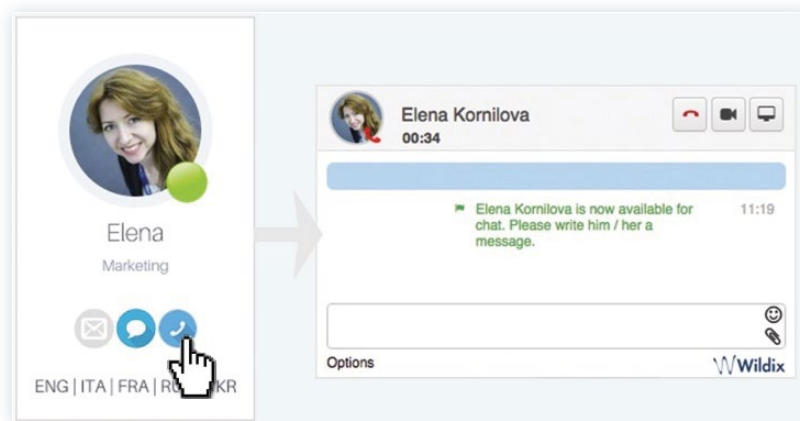 Elena
Marketing
ENG | ITA | FRA | R KR
Elena Kornilova
00:34
Elena Kornilova is now available for
chat. Please write him / her a
message.
11:19
Options
Wildix